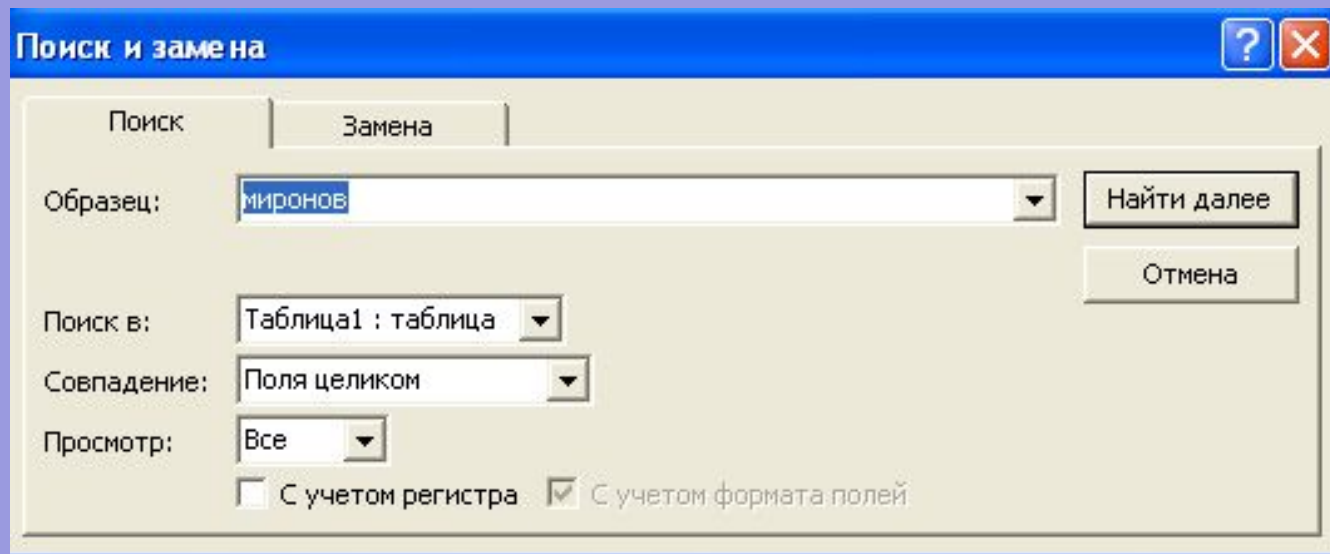 Поиск и замена
Поиск Замена
Образец: миронов Найти далее
Отмена
Поиск в: Таблица1 : таблица
Совпадение: Поля целиком
Просмотр: Все
С учетом регистра С учетом формата полей